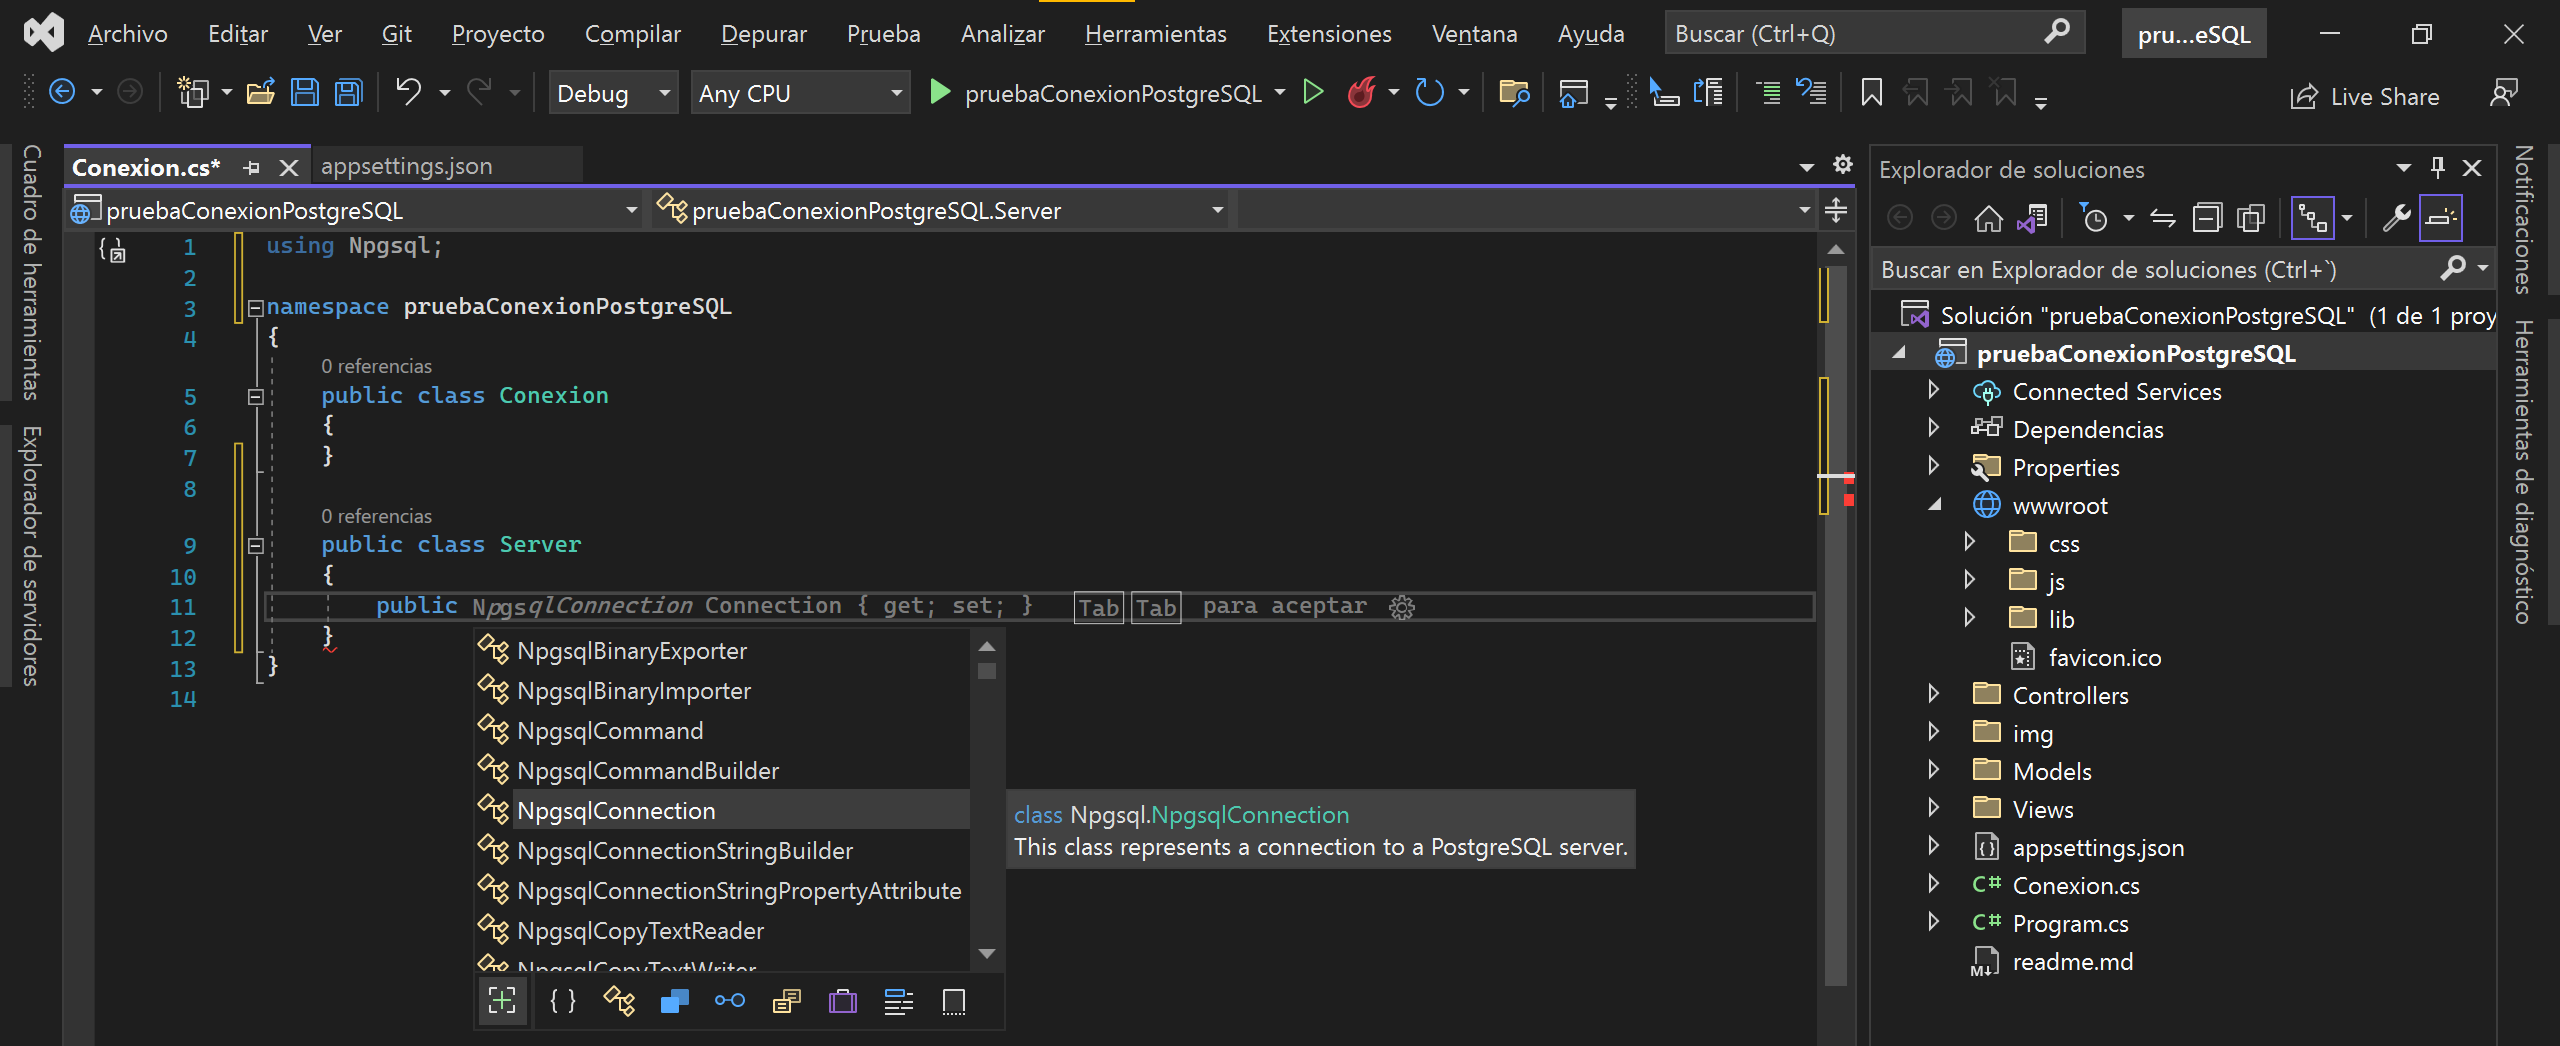 Archivo Editar Ver Git Proyecto Compilar Depurar Prueba Analizar Herramientas Extensiones Ventana Ayuda Buscar (Ctrl+Q) pru...eSQL
Debug Any CPU pruebaConexionPostgreSQL Live Share
Cuadro de herramientas
Explorador de servidores
Conexion.cs* appsettings.json
pruebaConexionPostgreSQL pruebaConexionPostgreSQL.Server
1 using Npgsql;
2
3 namespace pruebaConexionPostgreSQL
4 {
0 referencias
5 public class Conexion
6 {
7 }
8
0 referencias
9 public class Server
10 {
11 public NpgsqlConnection Connection { get; set; } Tab Tab para aceptar
12 }
13 }
14
NpgsqlBinaryExporter
NpgsqlBinaryImporter
NpgsqlCommand
NpgsqlCommandBuilder
NpgsqlConnection
NpgsqlConnectionStringBuilder
NpgsqlConnectionStringPropertyAttribute
NpgsqlCopyTextReader
NpgsqlCopyTextWriter
class Npgsql.NpgsqlConnection
This class represents a connection to a PostgreSQL server.
Explorador de soluciones
Buscar en Explorador de soluciones (Ctrl+`)
Solución "pruebaConexionPostgreSQL" (1 de 1 proy
pruebaConexionPostgreSQL
Connected Services
Dependencias
Properties
wwwroot
css
js
lib
favicon.ico
Controllers
img
Models
Views
appsettings.json
C# Conexion.cs
C# Program.cs
readme.md
Notificaciones
Herramientas de diagnóstico